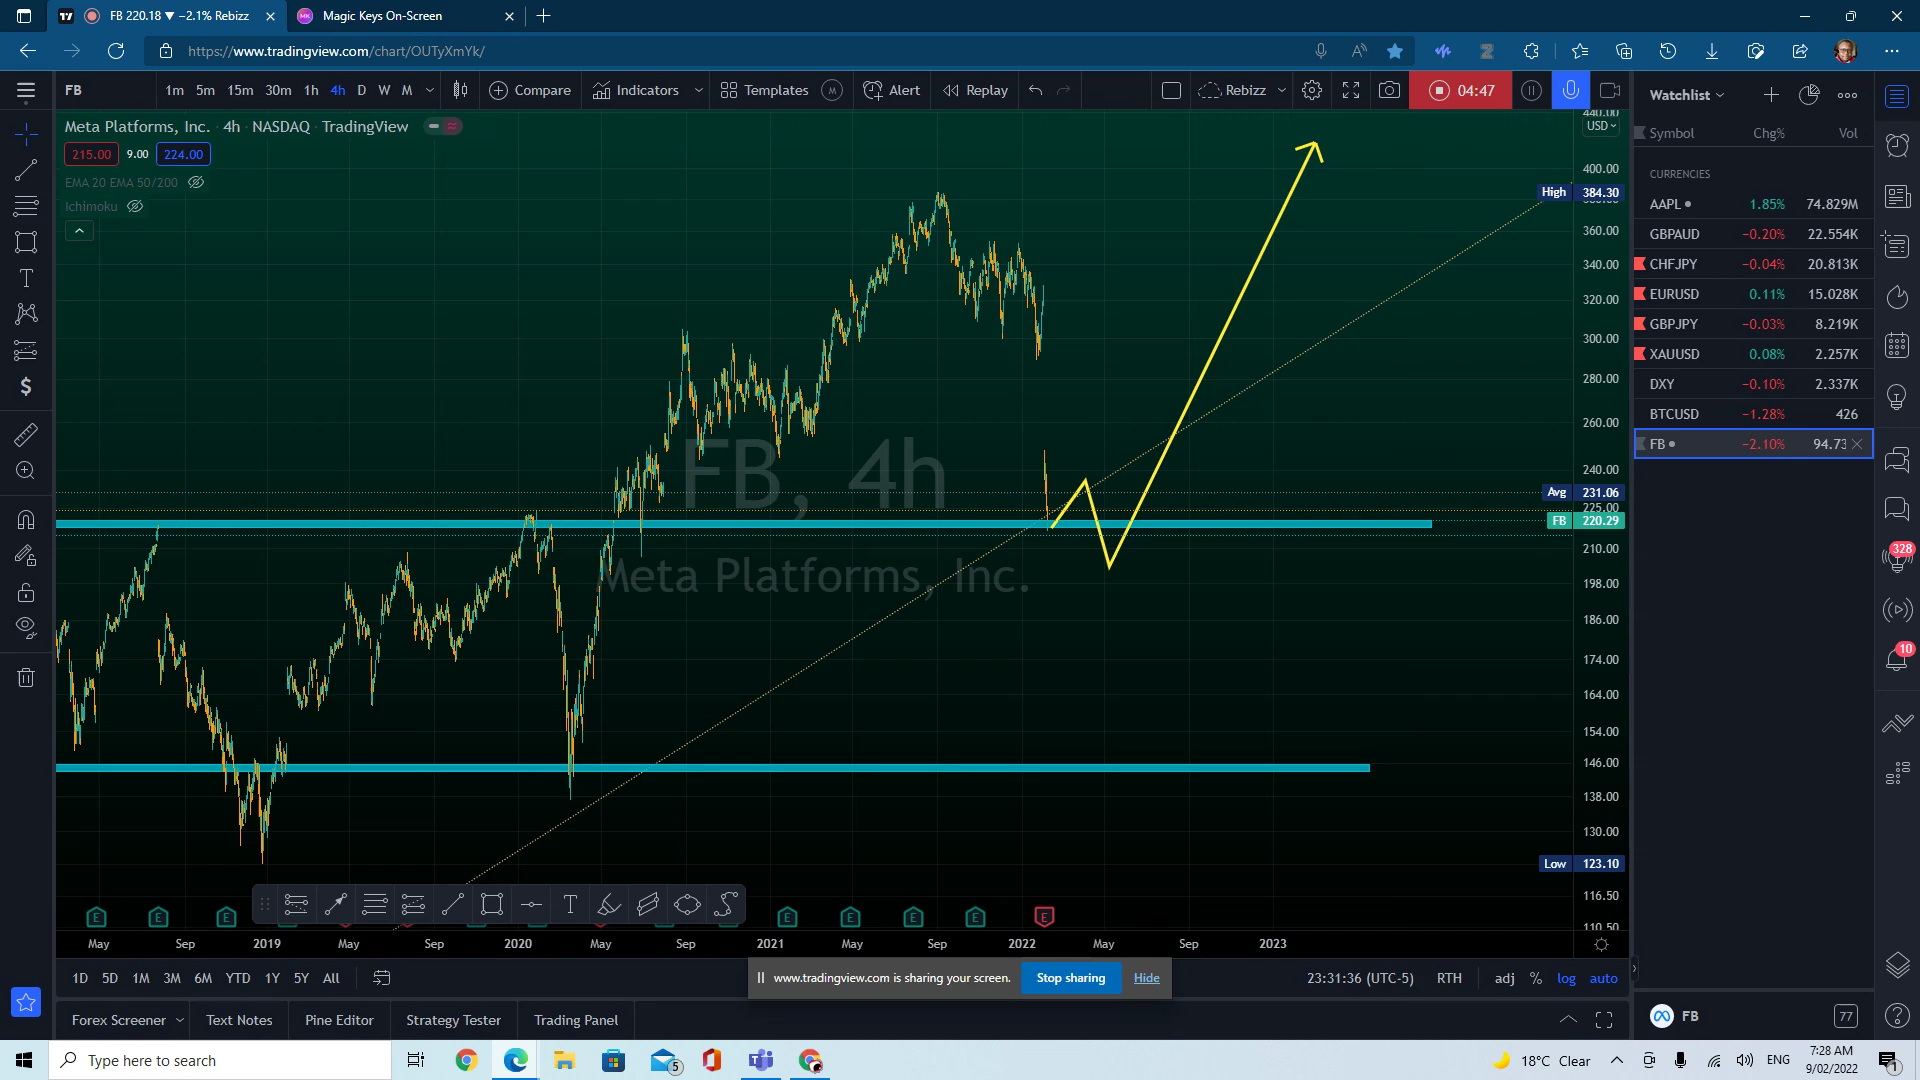 FB 220.18 ▼ −2.1% Rebizz
Magic Keys On-Screen
https://www.tradingview.com/chart/OUTyXmYk/
FB 1m 5m 15m 30m 1h 4h D W M Compare Indicators Templates M Alert Replay Rebizz 04:47
Meta Platforms, Inc. · 4h · NASDAQ · TradingView
215.00 9.00 224.00
EMA 20 EMA 50/200
Ichimoku
FB, 4h
Meta Platforms, Inc.
440.00
USD
400.00
High 384.30
360.00
340.00
320.00
300.00
280.00
260.00
240.00
Avg 231.06
225.00
FB 220.29
210.00
198.00
186.00
174.00
164.00
154.00
146.00
138.00
130.00
Low 123.10
116.50
110.50
E E E E E E E E
May Sep 2019 May Sep 2020 May Sep 2021 May Sep 2022 May Sep 2023
1D 5D 1M 3M 6M YTD 1Y 5Y All
23:31:36 (UTC-5) RTH adj % log auto
www.tradingview.com is sharing your screen. Stop sharing Hide
Forex Screener Text Notes Pine Editor Strategy Tester Trading Panel
Watchlist
Symbol Chg% Vol
CURRENCIES
AAPL 1.85% 74.829M
GBPAUD −0.20% 22.554K
CHFJPY −0.04% 20.813K
EURUSD 0.11% 15.028K
GBPJPY −0.03% 8.219K
XAUUSD 0.08% 2.257K
DXY −0.10% 2.337K
BTCUSD −1.28% 426
FB −2.10% 94.73
328
10
FB 77
Type here to search
5
18°C Clear
ENG
7:28 AM
9/02/2022
1